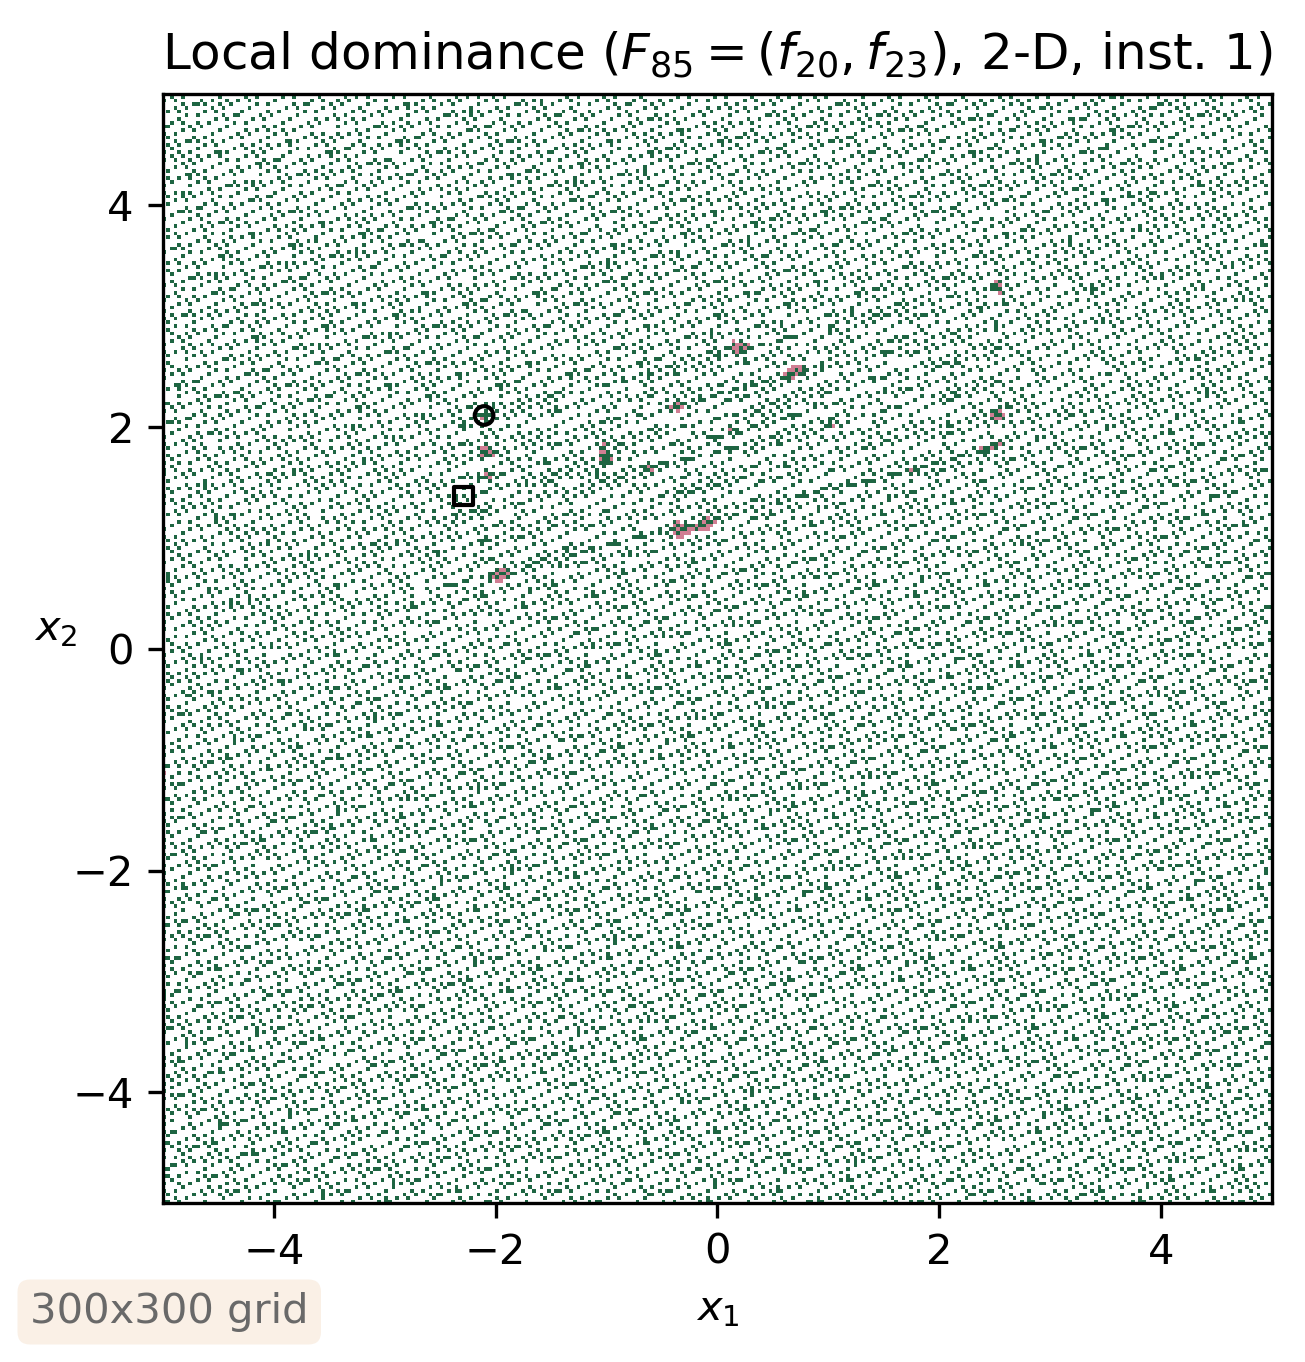 Local dominance (F₈₅ = (f₂₀, f₂₃), 2-D, inst. 1)
4
2
x₂
0
−2
−4
−4 −2 0 2 4
x₁
300x300 grid